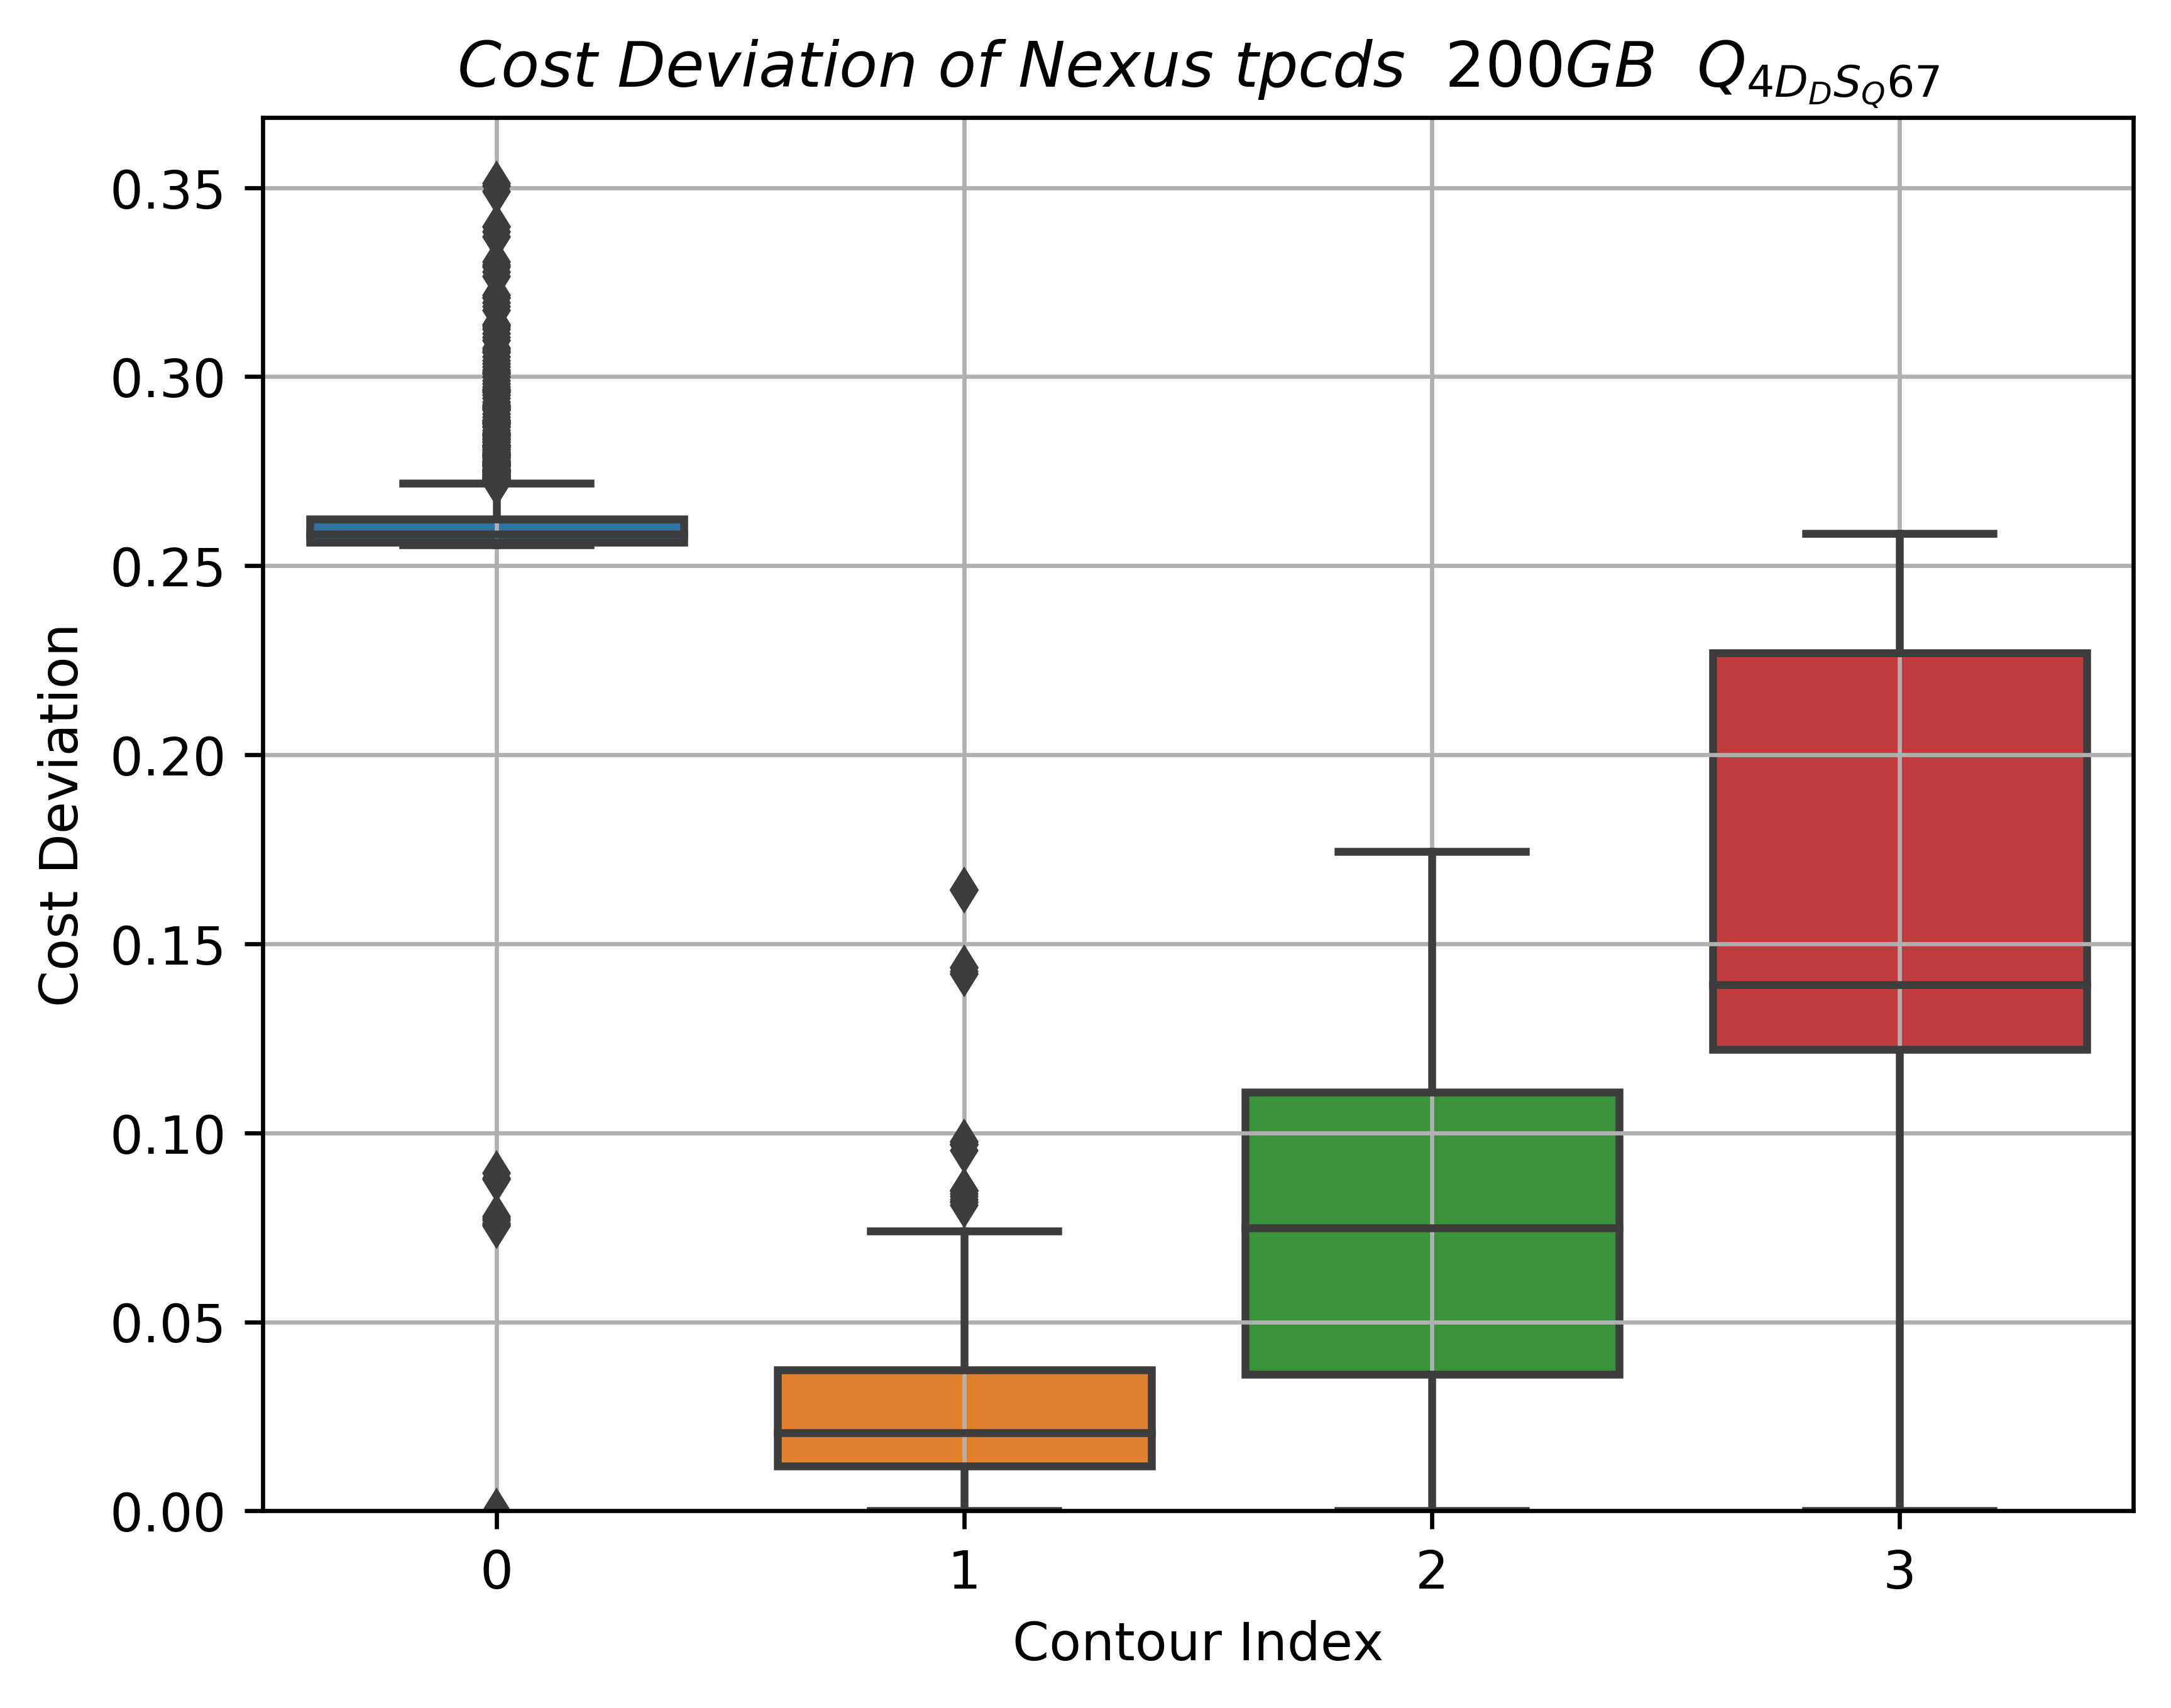 Cost Deviation of Nexus tpcds 200GB Q4DDSQ67
0.35
0.30
0.25
0.20
0.15
0.10
0.05
0.00
Cost Deviation
0 1 2 3
Contour Index